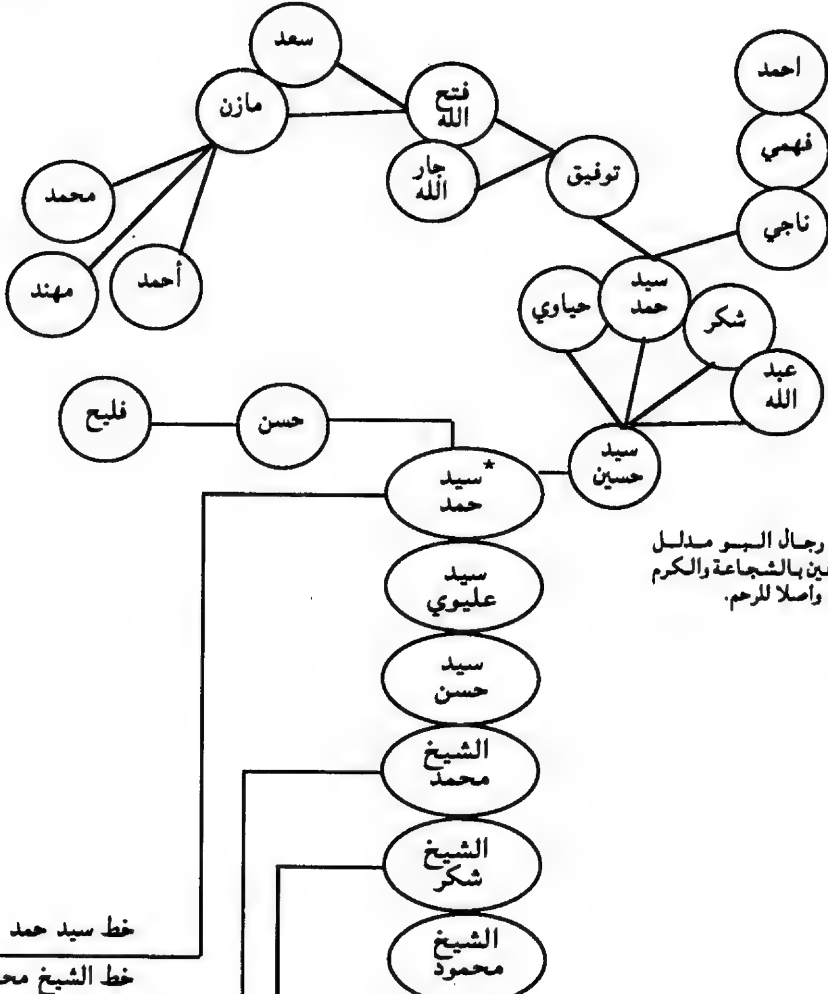 سعد
احمد
فتح
الله
مازن
فهمي
جار
الله
توفيق
محمد
ناجي
سيد
حمد
أحمد
مهند
حياوي
شكر
عبد
الله
فليح
حسن
سيد
حسين
*سيد
حمد
رجال البو مدلل
بالشجاعة والكرم
واصلا للرحم.
سيد
عليوي
سيد
حسن
الشيخ
محمد
الشيخ
شكر
خط سيد حمد
الشيخ
محمود
خط الشيخ